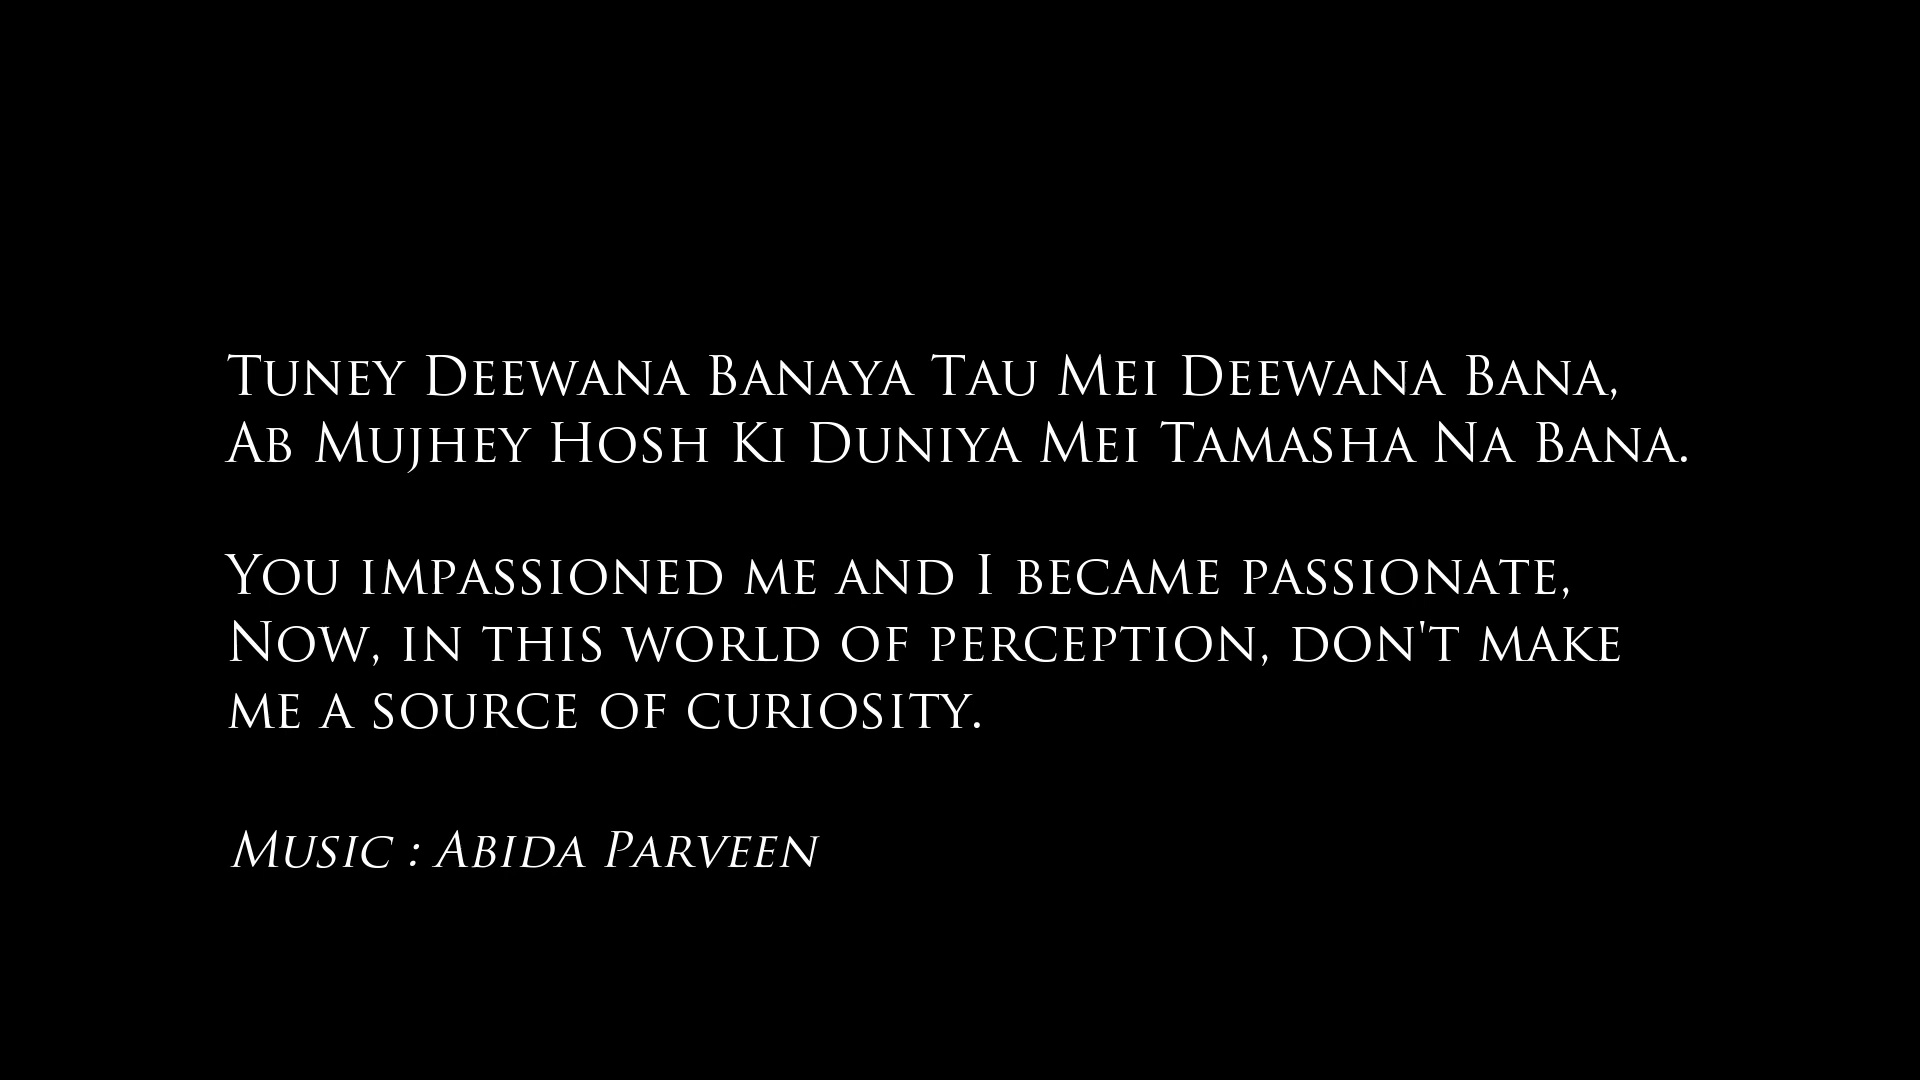 Tuney Deewana Banaya Tau Mei Deewana Bana,
Ab Mujhey Hosh Ki Duniya Mei Tamasha Na Bana.
You impassioned me and I became passionate,
Now, in this world of perception, don't make
me a source of curiosity.
Music : Abida Parveen